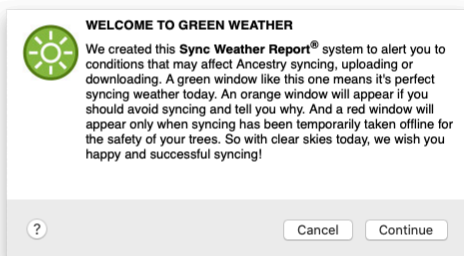 WELCOME TO GREEN WEATHER
We created this Sync Weather Report® system to alert you to
conditions that may affect Ancestry syncing, uploading or
downloading. A green window like this one means it's perfect
syncing weather today. An orange window will appear if you
should avoid syncing and tell you why. And a red window will
appear only when syncing has been temporarily taken offline for
the safety of your trees. So with clear skies today, we wish you
happy and successful syncing!
?
Cancel
Continue